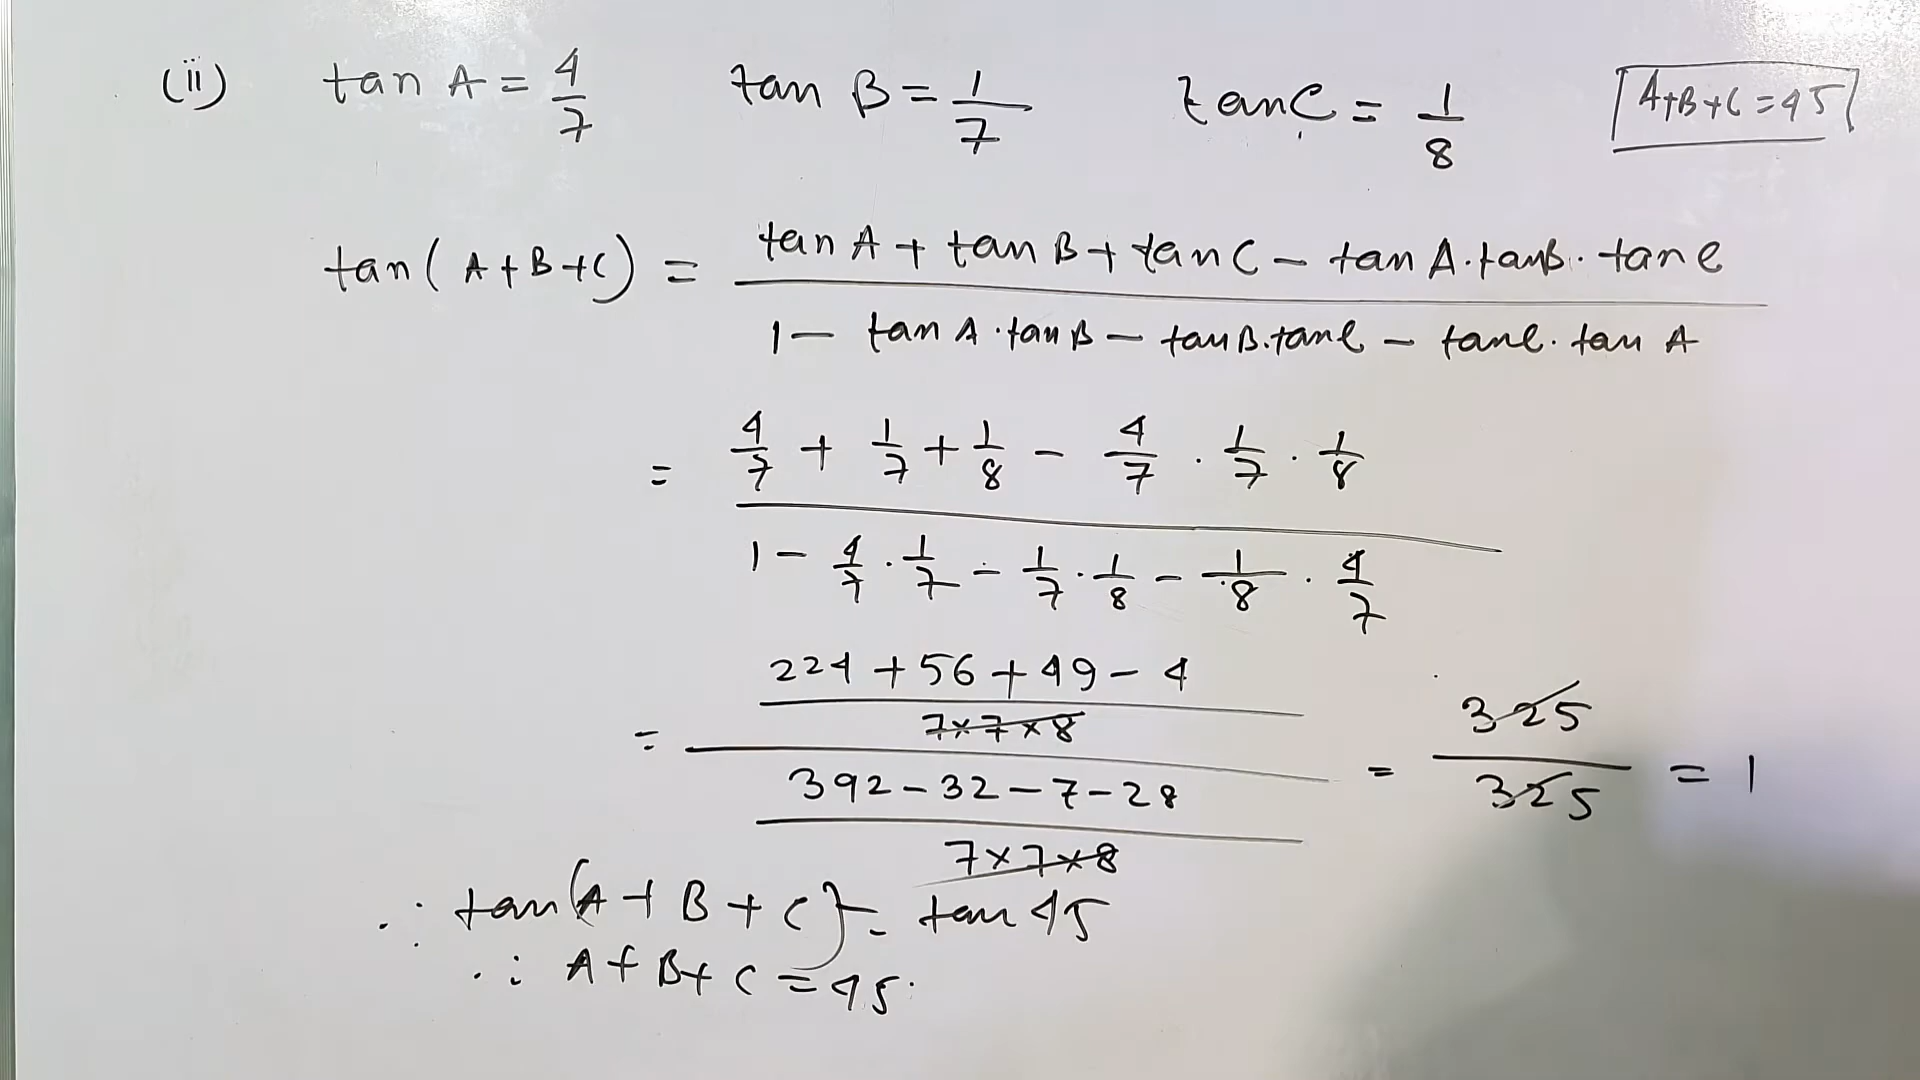 (ii) tan A = 4/7 tan B = 1/7 tan C = 1/8 A+B+C = 45
tan(A+B+C) = (tan A + tan B + tan C - tan A · tan B · tan C) / (1 - tan A · tan B - tan B · tan C - tan C · tan A)
= (4/7 + 1/7 + 1/8 - 4/7 · 1/7 · 1/8) / (1 - 4/7 · 1/7 - 1/7 · 1/8 - 1/8 · 4/7)
= ((224 + 56 + 49 - 4) / (7×7×8)) / ((392 - 32 - 7 - 28) / (7×7×8)) = 325/325 = 1
∴ tan(A + B + C) = tan 45
∴ A + B + C = 45